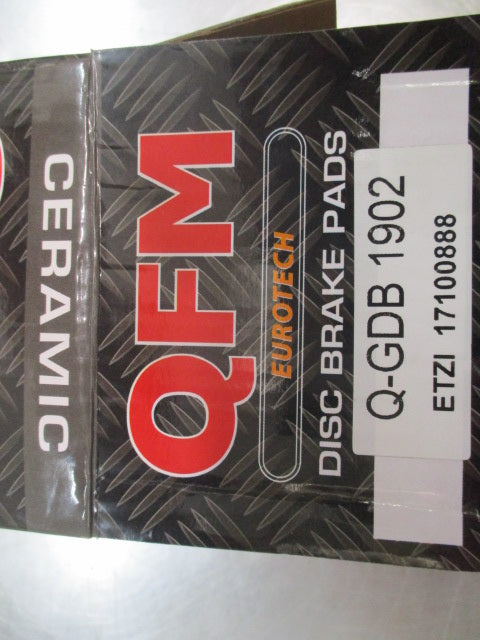 CERAMIC
QFM
EUROTECH
DISC BRAKE PADS
Q-GDB 1902
ETZI 17100888